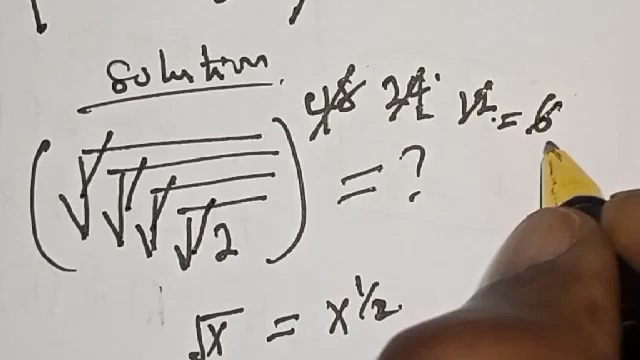 Solution.
(√√√√2)^48 24 12 = 6
= ?
√x = x^1/2.